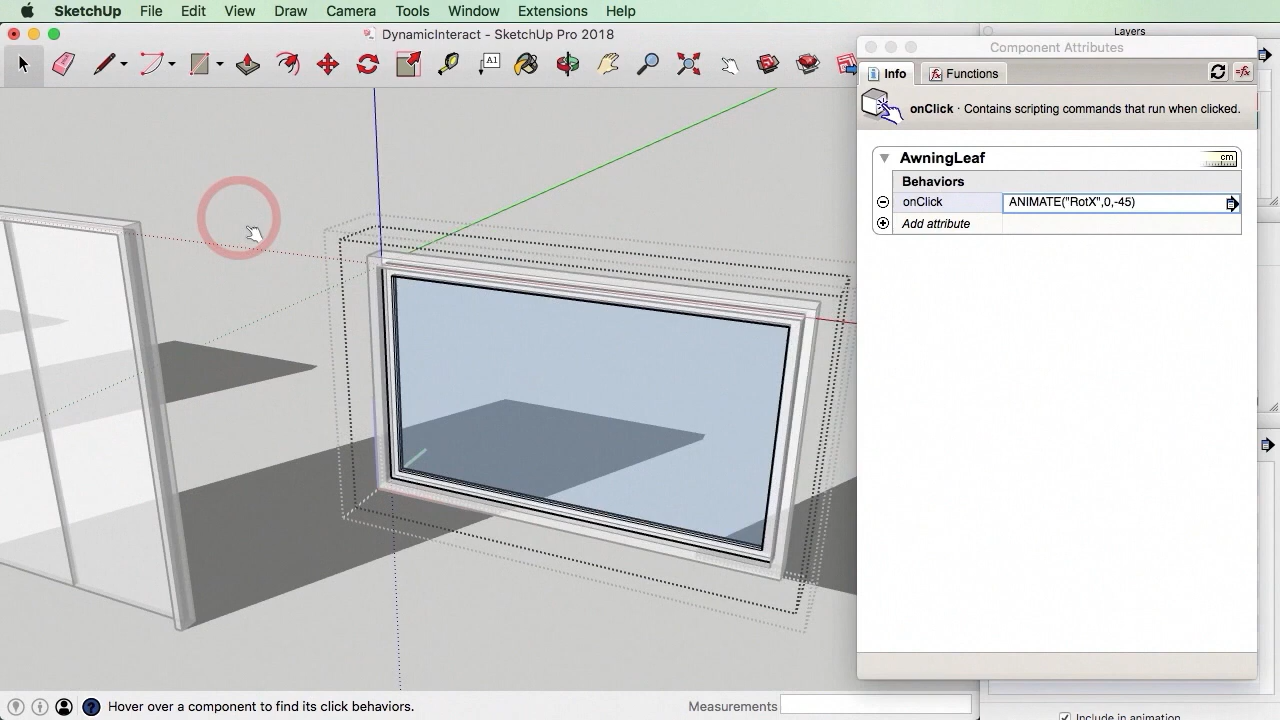 SketchUp File Edit View Draw Camera Tools Window Extensions Help
DynamicInteract - SketchUp Pro 2018
Layers
Component Attributes
A1
Info
Functions
=fx
onClick · Contains scripting commands that run when clicked.
AwningLeaf
cm
Behaviors
onClick ANIMATE("RotX",0,-45)
Add attribute
Hover over a component to find its click behaviors.
Measurements
Include in animation